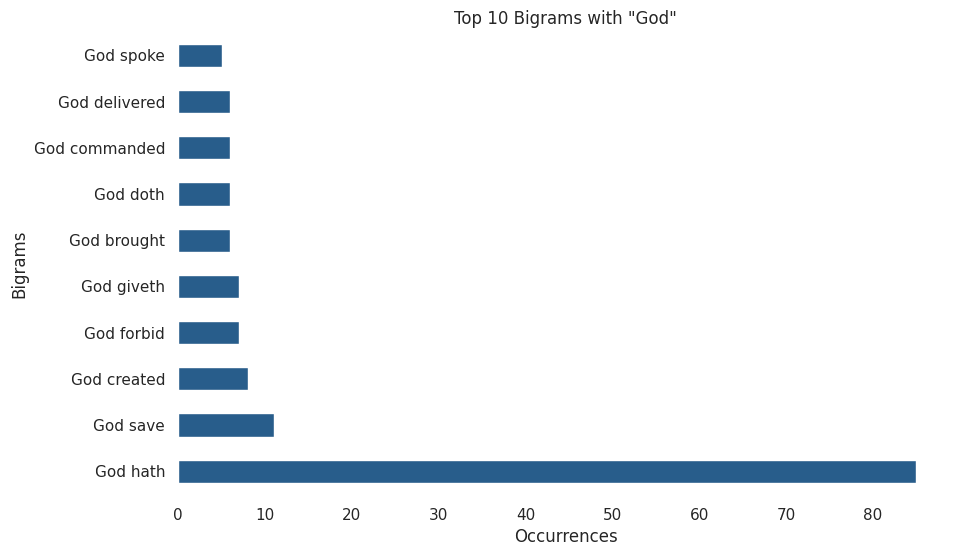 Top 10 Bigrams with "God"
God spoke
God delivered
God commanded
God doth
God brought
God giveth
God forbid
God created
God save
God hath
Bigrams
0 10 20 30 40 50 60 70 80
Occurrences